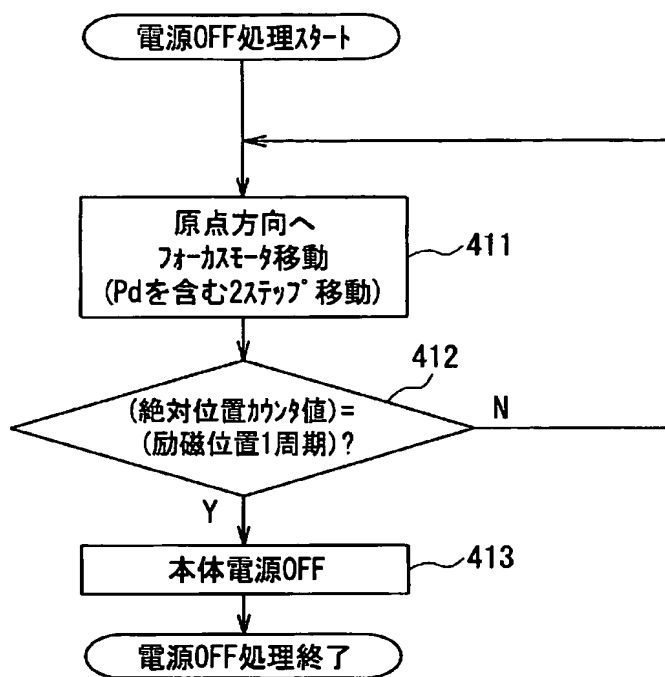 電源OFF処理スタート
原点方向へ
フォーカスモータ移動
(Pdを含む2ステップ移動)
411
412
(絶対位置カウンタ値)=
(励磁位置1周期)?
N
Y
本体電源OFF
413
電源OFF処理終了